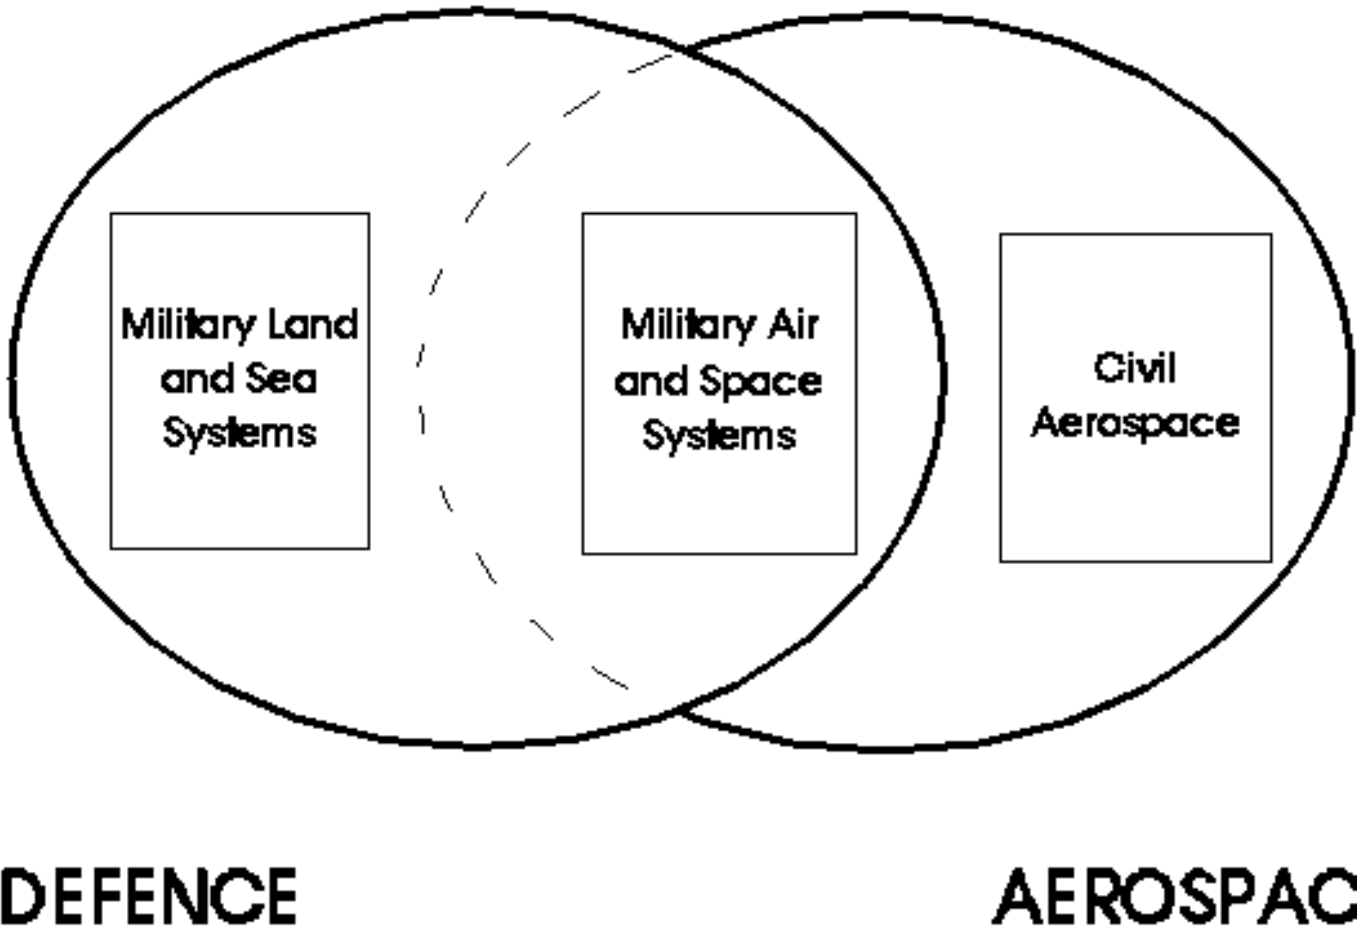 Military Land
and Sea
Systems
Military Air
and Space
Systems
Civil
Aerospace
DEFENCE
AEROSPAC